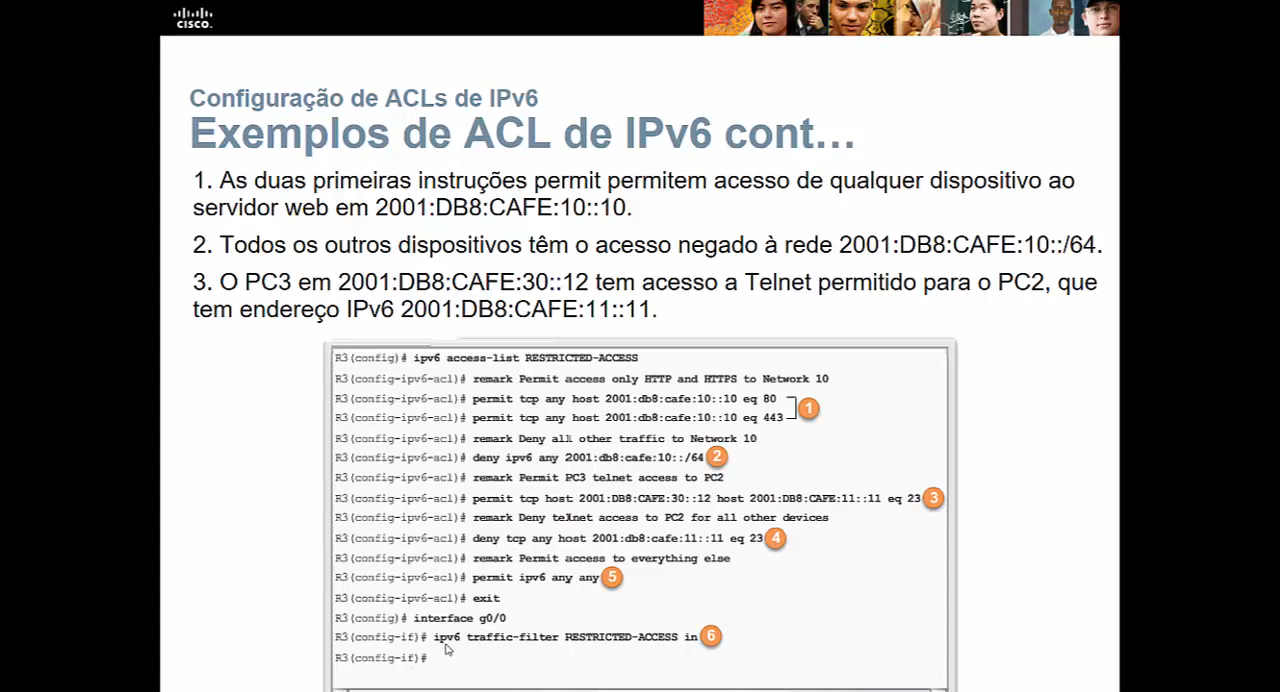 CISCO.
Configuração de ACLs de IPv6
Exemplos de ACL de IPv6 cont…
1. As duas primeiras instruções permit permitem acesso de qualquer dispositivo ao
servidor web em 2001:DB8:CAFE:10::10.
2. Todos os outros dispositivos têm o acesso negado à rede 2001:DB8:CAFE:10::/64.
3. O PC3 em 2001:DB8:CAFE:30::12 tem acesso a Telnet permitido para o PC2, que
tem endereço IPv6 2001:DB8:CAFE:11::11.
R3(config)# ipv6 access-list RESTRICTED-ACCESS
R3(config-ipv6-acl)# remark Permit access only HTTP and HTTPS to Network 10
R3(config-ipv6-acl)# permit tcp any host 2001:db8:cafe:10::10 eq 80
1
R3(config-ipv6-acl)# permit tcp any host 2001:db8:cafe:10::10 eq 443
R3(config-ipv6-acl)# remark Deny all other traffic to Network 10
R3(config-ipv6-acl)# deny ipv6 any 2001:db8:cafe:10::/64 2
R3(config-ipv6-acl)# remark Permit PC3 telnet access to PC2
R3(config-ipv6-acl)# permit tcp host 2001:DB8:CAFE:30::12 host 2001:DB8:CAFE:11::11 eq 23 3
R3(config-ipv6-acl)# remark Deny telnet access to PC2 for all other devices
R3(config-ipv6-acl)# deny tcp any host 2001:db8:cafe:11::11 eq 23 4
R3(config-ipv6-acl)# remark Permit access to everything else
R3(config-ipv6-acl)# permit ipv6 any any 5
R3(config-ipv6-acl)# exit
R3(config)# interface g0/0
R3(config-if)# ipv6 traffic-filter RESTRICTED-ACCESS in 6
R3(config-if)#